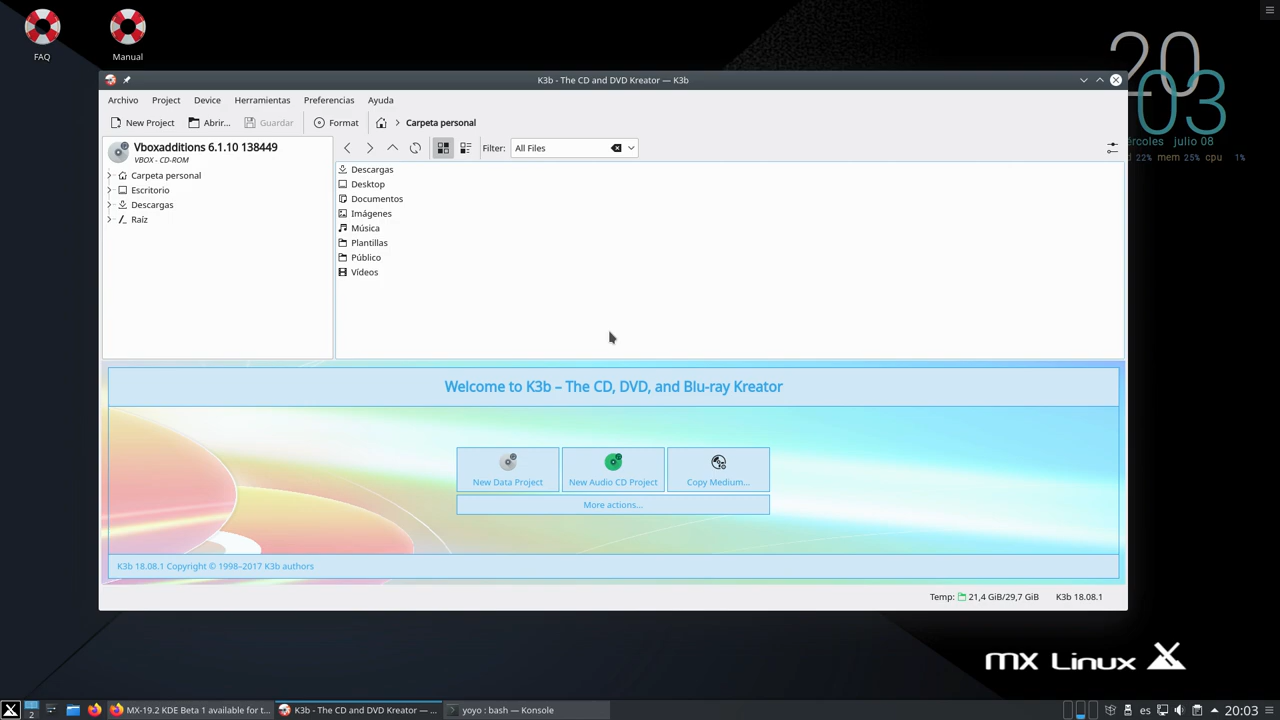 FAQ
Manual
20
03
miércoles julio 08
22% mem 25% cpu 1%
K3b - The CD and DVD Kreator — K3b
Archivo Project Device Herramientas Preferencias Ayuda
New Project Abrir... Guardar Format Carpeta personal
Vboxadditions 6.1.10 138449
VBOX - CD-ROM
Filter: All Files
Carpeta personal
Escritorio
Descargas
Raíz
Descargas
Desktop
Documentos
Imágenes
Música
Plantillas
Público
Vídeos
Welcome to K3b – The CD, DVD, and Blu-ray Kreator
New Data Project New Audio CD Project Copy Medium...
More actions...
K3b 18.08.1 Copyright © 1998–2017 K3b authors
Temp: 21,4 GiB/29,7 GiB K3b 18.08.1
MX Linux
2 MX-19.2 KDE Beta 1 available for t... K3b - The CD and DVD Kreator — ... yoyo : bash — Konsole es 20:03